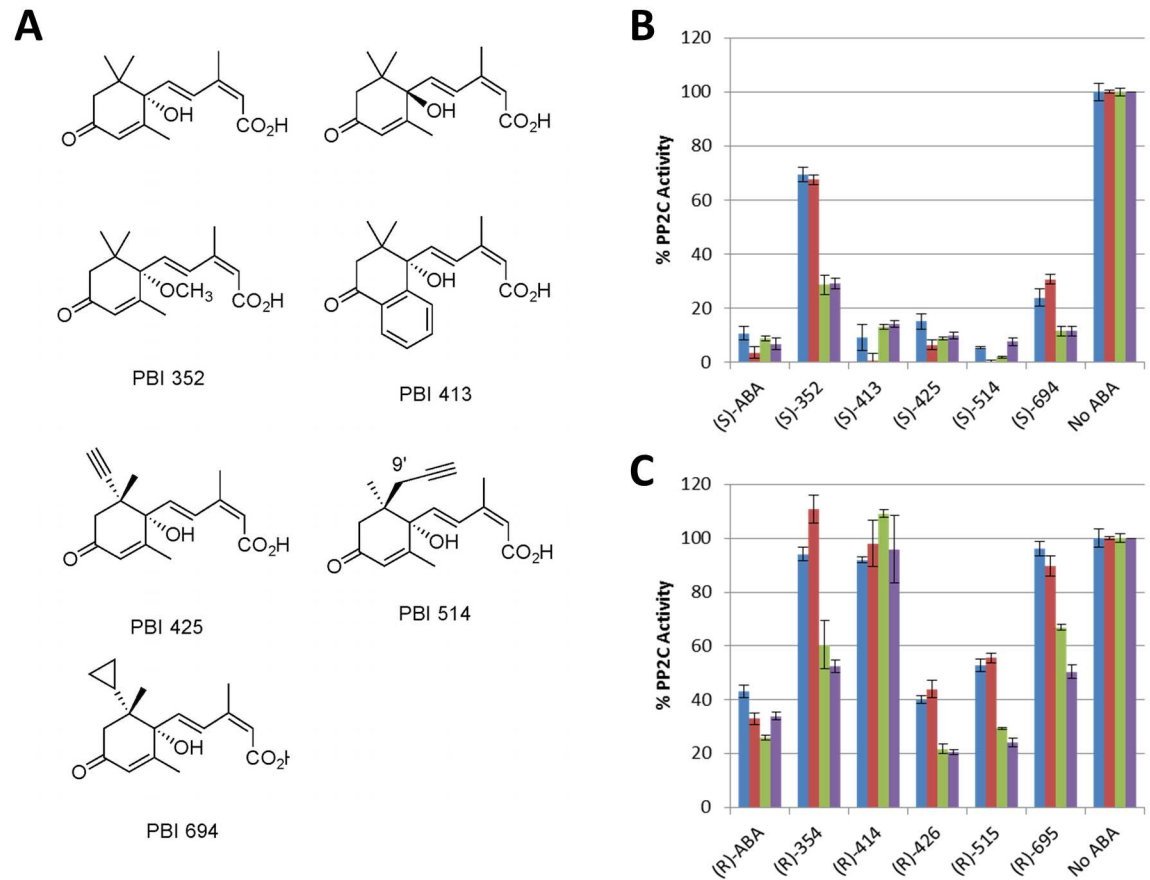 A
OH
O
CO2H
OH
O
CO2H
OCH3
O
CO2H
PBI 352
OH
O
CO2H
PBI 413
OH
O
CO2H
PBI 425
9'
OH
O
CO2H
PBI 514
OH
O
CO2H
PBI 694
B
120
100
80
60
40
20
0
% PP2C Activity
(S)-ABA
(S)-352
(S)-413
(S)-425
(S)-514
(S)-694
No ABA
C
120
100
80
60
40
20
0
% PP2C Activity
(R)-ABA
(R)-354
(R)-414
(R)-426
(R)-515
(R)-695
No ABA